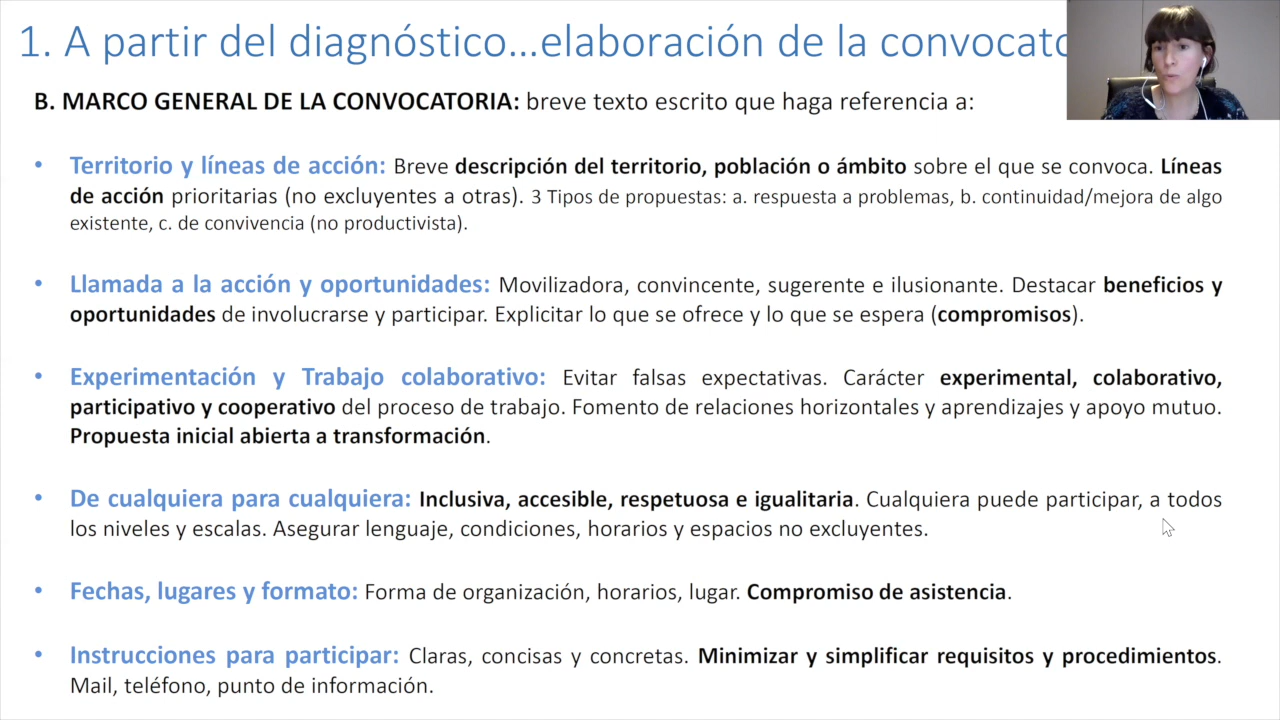 1. A partir del diagnóstico...elaboración de la convocato
B. MARCO GENERAL DE LA CONVOCATORIA: breve texto escrito que haga referencia a:
• Territorio y líneas de acción: Breve descripción del territorio, población o ámbito sobre el que se convoca. Líneas
de acción prioritarias (no excluyentes a otras). 3 Tipos de propuestas: a. respuesta a problemas, b. continuidad/mejora de algo
existente, c. de convivencia (no productivista).
• Llamada a la acción y oportunidades: Movilizadora, convincente, sugerente e ilusionante. Destacar beneficios y
oportunidades de involucrarse y participar. Explicitar lo que se ofrece y lo que se espera (compromisos).
• Experimentación y Trabajo colaborativo: Evitar falsas expectativas. Carácter experimental, colaborativo,
participativo y cooperativo del proceso de trabajo. Fomento de relaciones horizontales y aprendizajes y apoyo mutuo.
Propuesta inicial abierta a transformación.
• De cualquiera para cualquiera: Inclusiva, accesible, respetuosa e igualitaria. Cualquiera puede participar, a todos
los niveles y escalas. Asegurar lenguaje, condiciones, horarios y espacios no excluyentes.
• Fechas, lugares y formato: Forma de organización, horarios, lugar. Compromiso de asistencia.
• Instrucciones para participar: Claras, concisas y concretas. Minimizar y simplificar requisitos y procedimientos.
Mail, teléfono, punto de información.